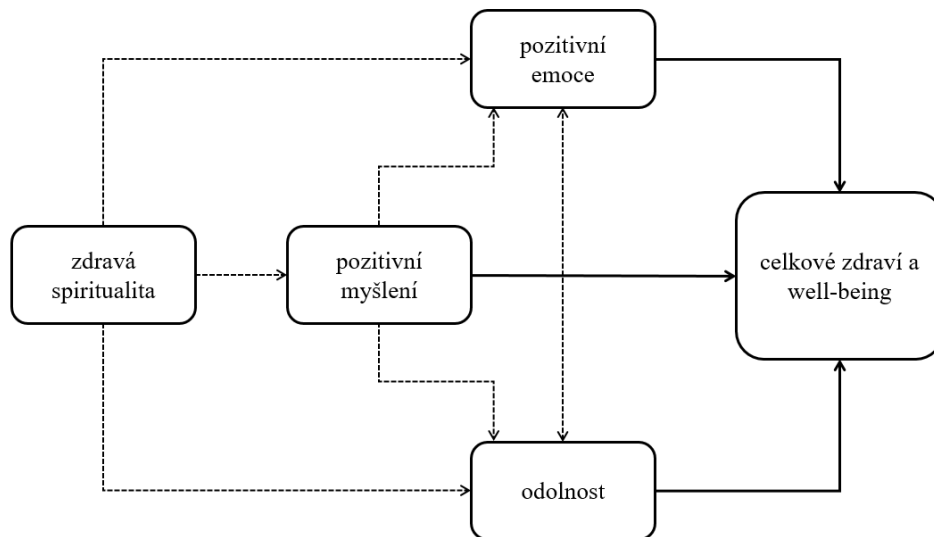 pozitivní
emoce
zdravá
spiritualita
pozitivní
myšlení
celkové zdraví a
well-being
odolnost